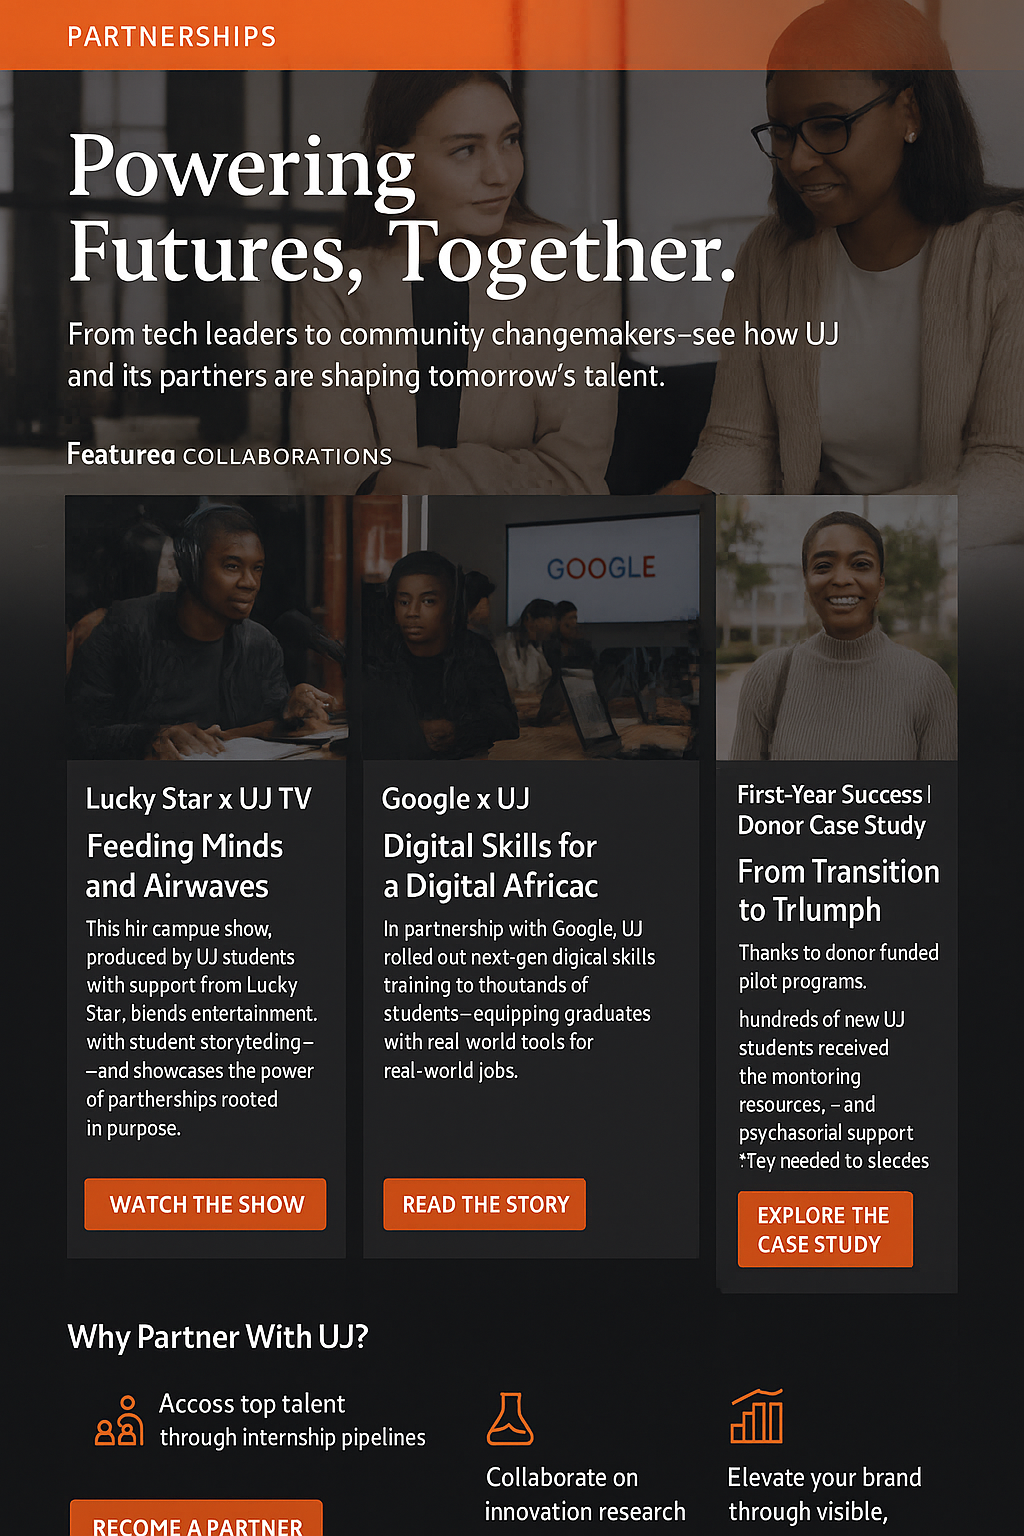 PARTNERSHIPS
Powering
Futures, Together.
From tech leaders to community changemakers–see how UJ
and its partners are shaping tomorrow's talent.
Featurea COLLABORATIONS
GOOGLE
Lucky Star x UJ TV
Feeding Minds
and Airwaves
This hir campue show,
produced by UJ students
with support from Lucky
Star, biends entertainment.
with student storyteding–
–and showcases the power
of partherships rooted
in purpose.
WATCH THE SHOW
Google x UJ
Digital Skills for
a Digital Africac
In partnership with Google, UJ
rolled out next-gen digical skills
training to thoutands of
students–equipping graduates
with real world tools for
real-world jobs.
READ THE STORY
First-Year Success |
Donor Case Study
From Transition
to Trlumph
Thanks to donor funded
pilot programs.
hundreds of new UJ
students received
the montoring
resources, – and
psychasorial support
*Tey needed to slecdes
EXPLORE THE
CASE STUDY
Why Partner With UJ?
Accoss top talent
through internship pipelines
Collaborate on
innovation research
Elevate your brand
through visible,
RECOME A PARTNER